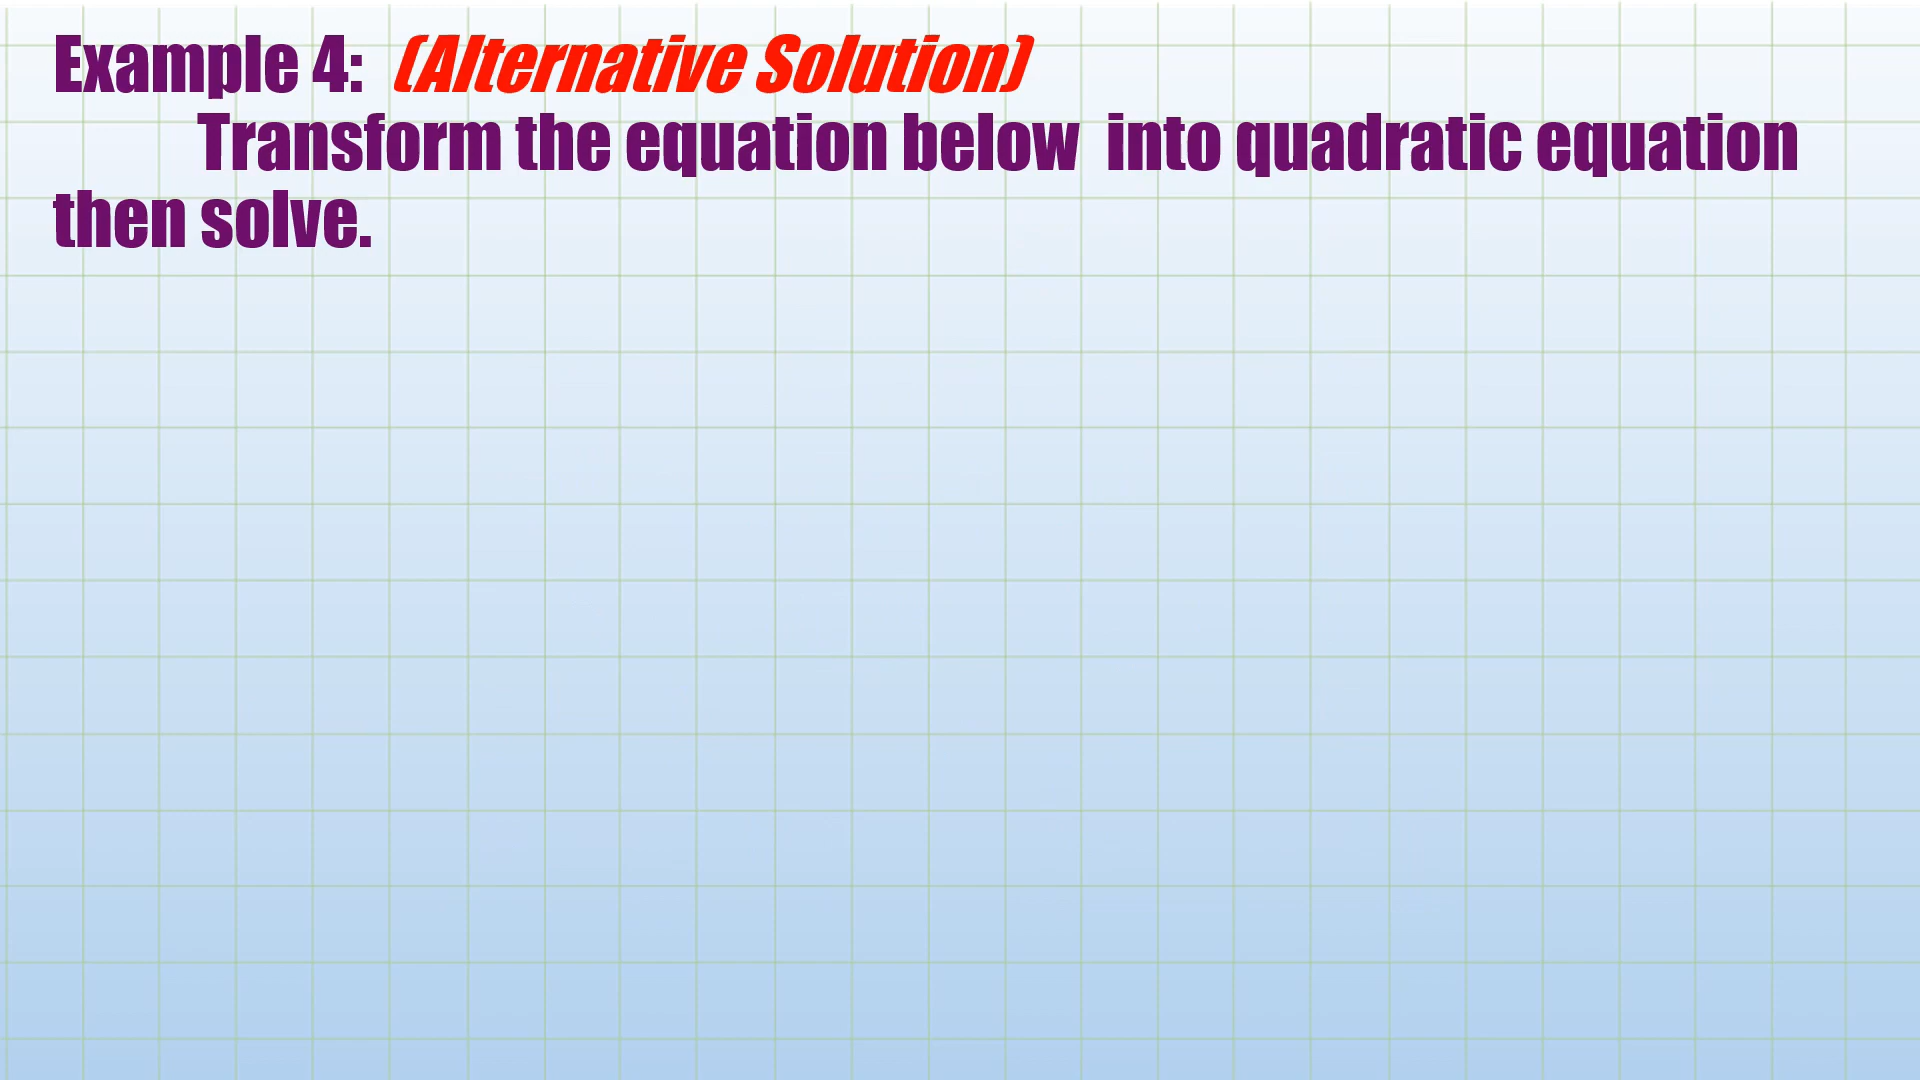 Example 4: (Alternative Solution)
Transform the equation below into quadratic equation
then solve.